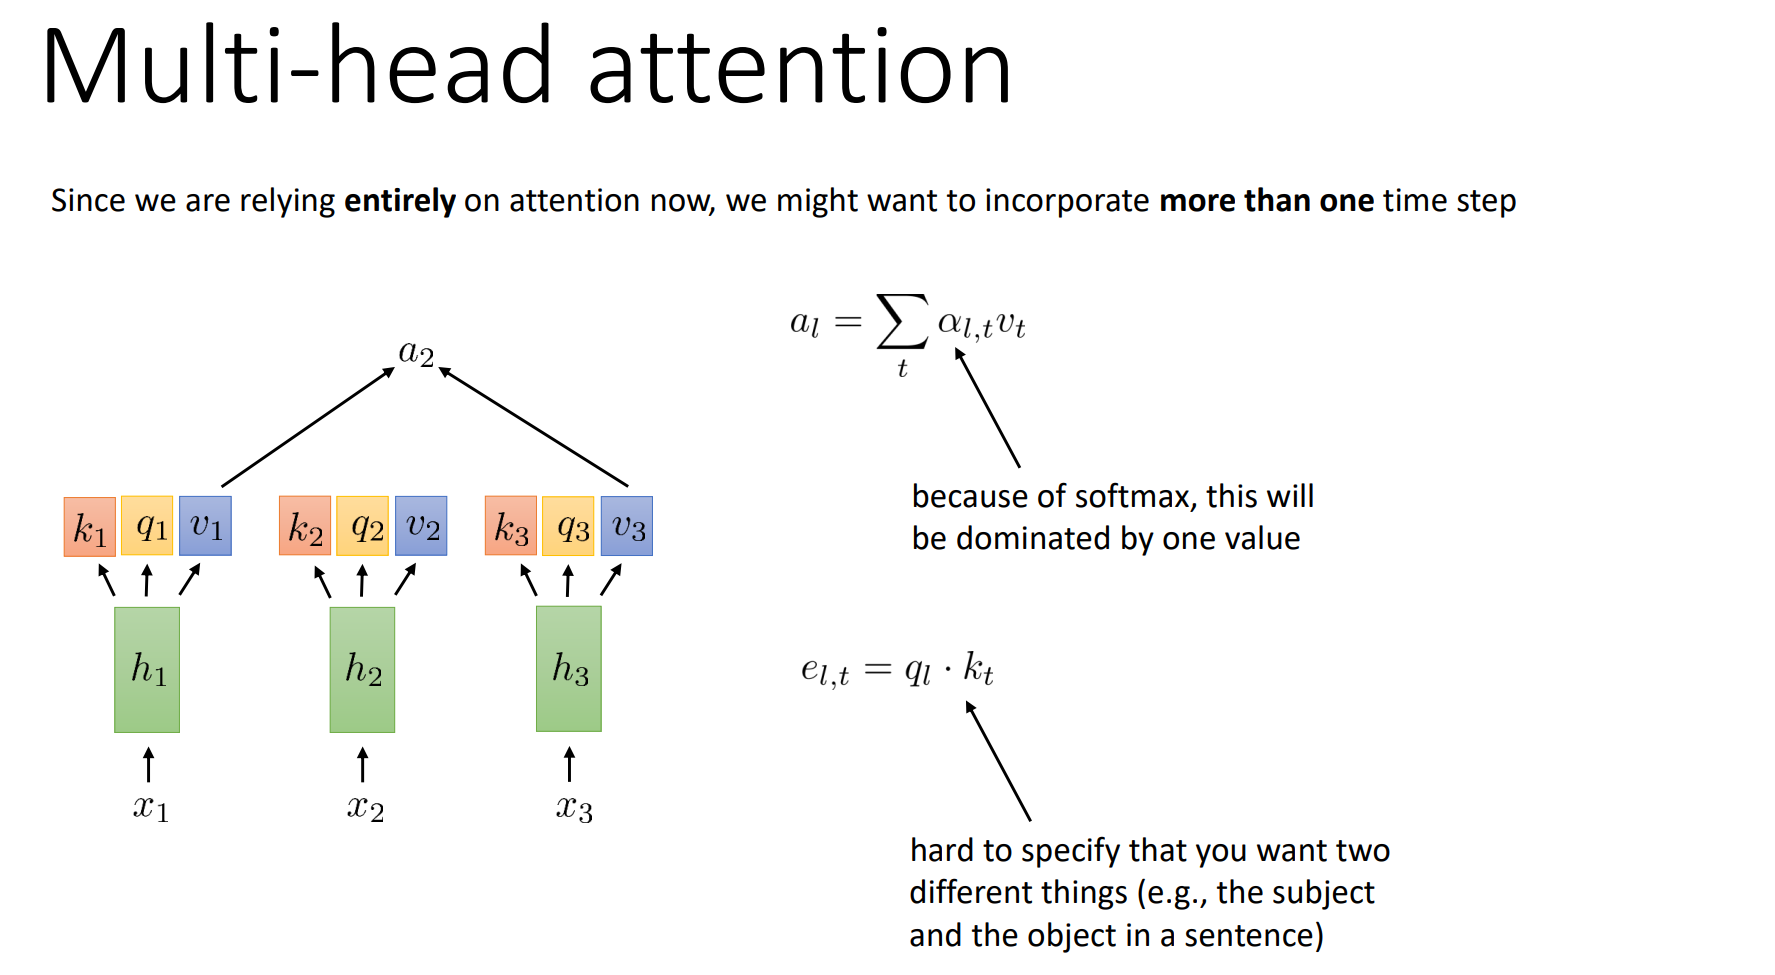 Multi-head attention
Since we are relying entirely on attention now, we might want to incorporate more than one time step
a_l = ∑_t α_{l,t} v_t
a_2
because of softmax, this will
be dominated by one value
k_1 q_1 v_1 k_2 q_2 v_2 k_3 q_3 v_3
h_1 h_2 h_3
e_{l,t} = q_l · k_t
x_1 x_2 x_3
hard to specify that you want two
different things (e.g., the subject
and the object in a sentence)